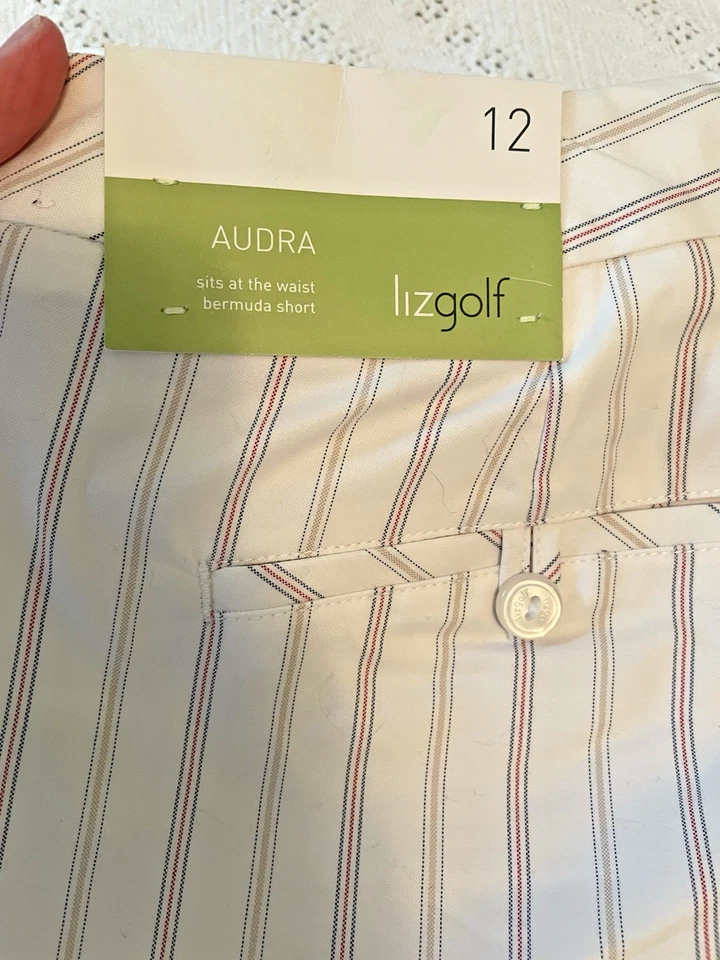 12
AUDRA
sits at the waist
bermuda short
lizgolf